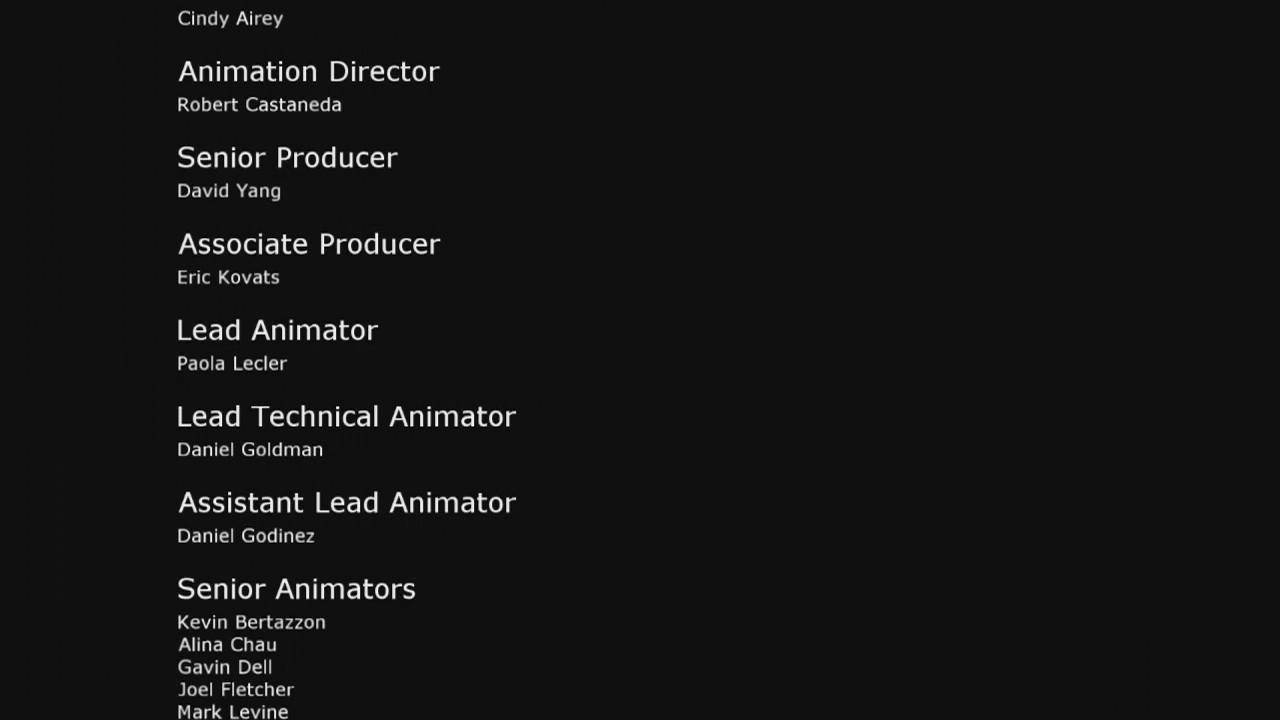 Cindy Airey
Animation Director
Robert Castaneda
Senior Producer
David Yang
Associate Producer
Eric Kovats
Lead Animator
Paola Lecler
Lead Technical Animator
Daniel Goldman
Assistant Lead Animator
Daniel Godinez
Senior Animators
Kevin Bertazzon
Alina Chau
Gavin Dell
Joel Fletcher
Mark Levine